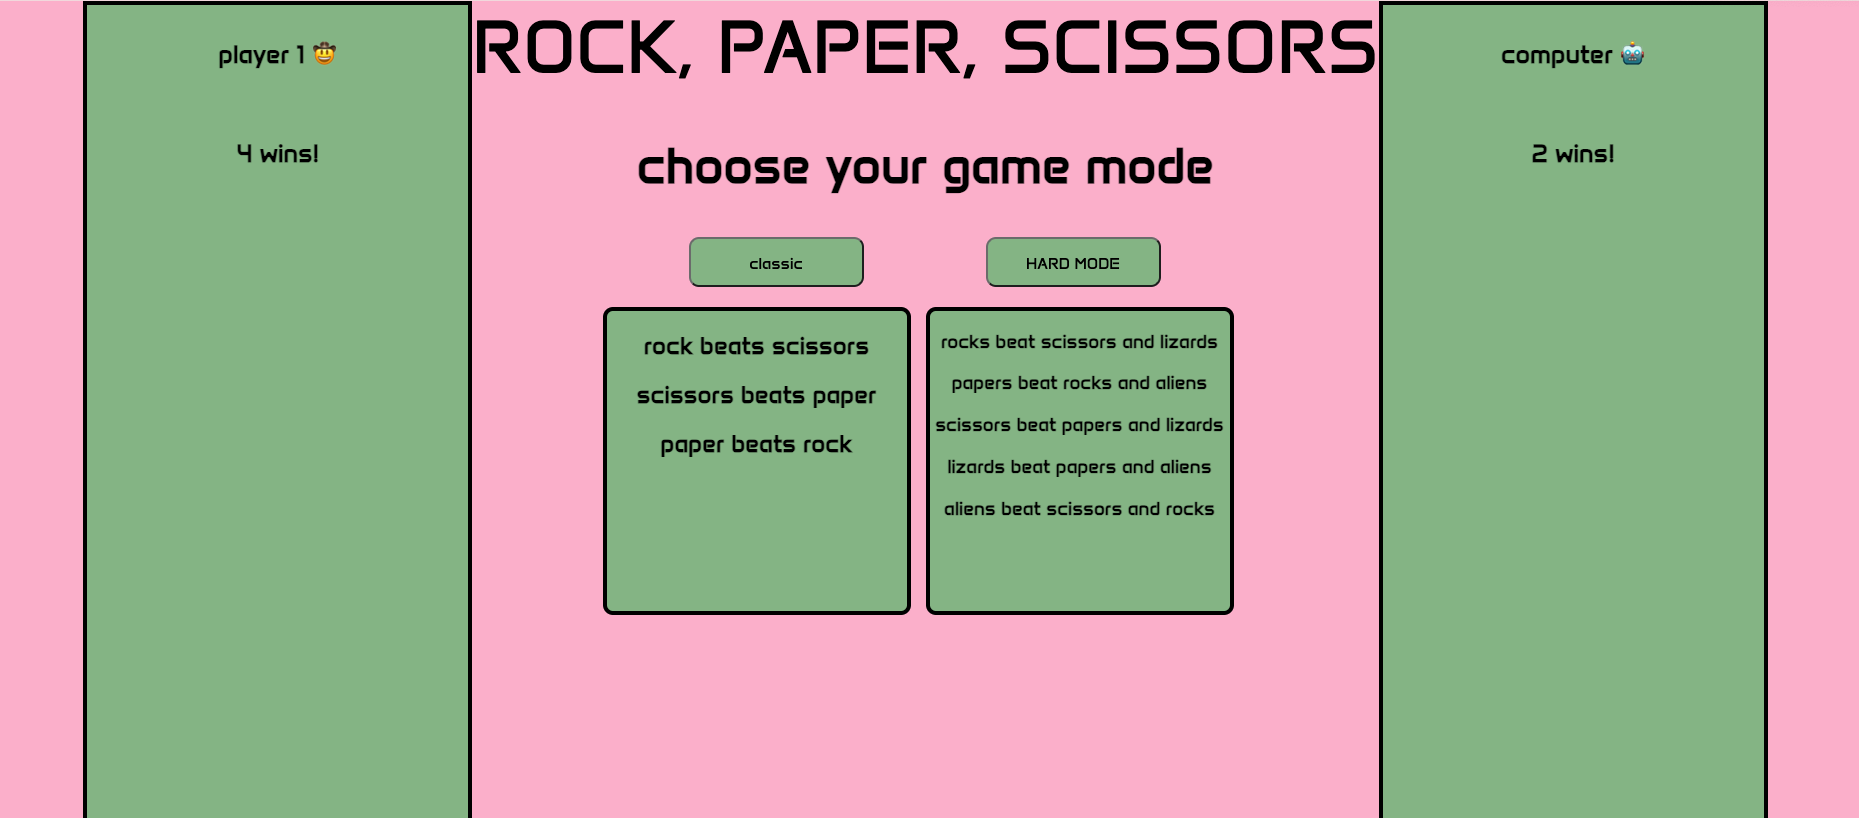 player 1 🤠
4 wins!
ROCK, PAPER, SCISSORS
choose your game mode
classic
HARD MODE
rock beats scissors
scissors beats paper
paper beats rock
rocks beat scissors and lizards
papers beat rocks and aliens
scissors beat papers and lizards
lizards beat papers and aliens
aliens beat scissors and rocks
computer 🤖
2 wins!